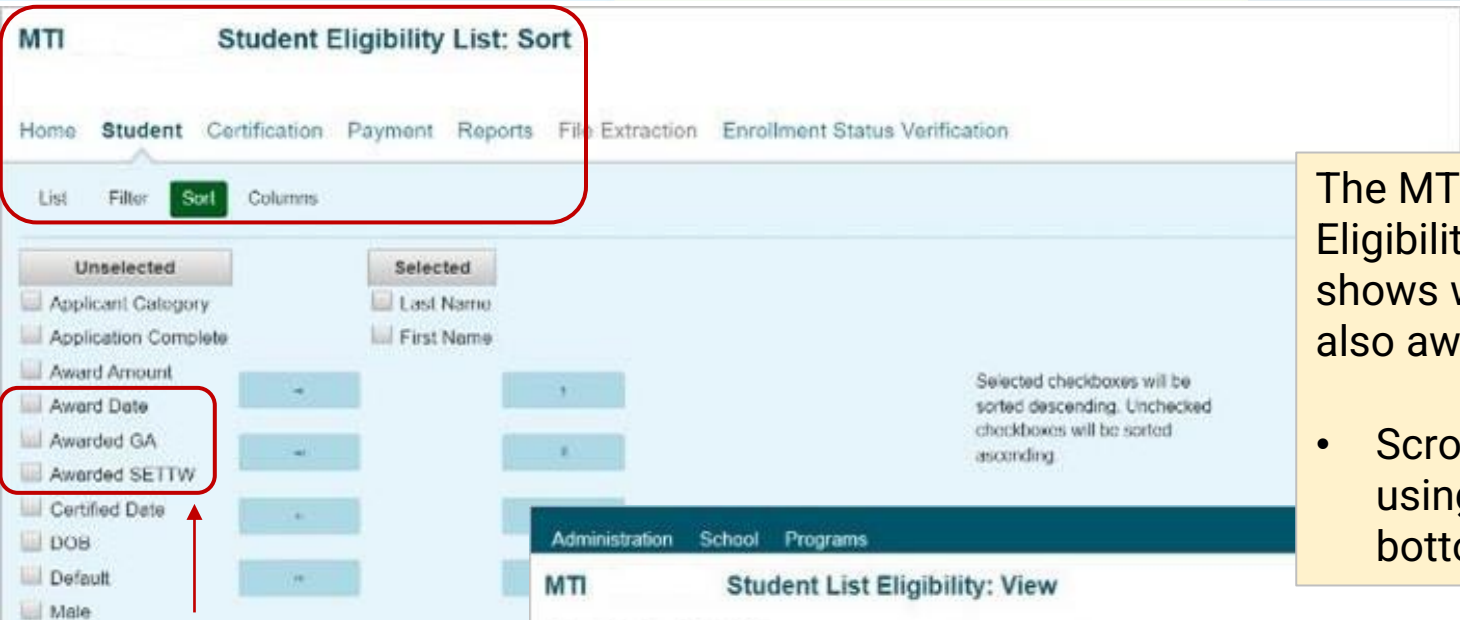 MTI Student Eligibility List: Sort
Home Student Certification Payment Reports File Extraction Enrollment Status Verification
List Filter Sort Columns
Unselected Selected
Applicant Category Last Name
Application Complete First Name
Award Amount
Award Date
Awarded GA
Awarded SETTW
Certified Date
DOB
Default
Male
Selected checkboxes will be
sorted descending. Unchecked
checkboxes will be sorted
ascending.
Administration School Programs
MTI Student List Eligibility: View
The MT
Eligibilit
shows
also aw
• Scro
using
botto